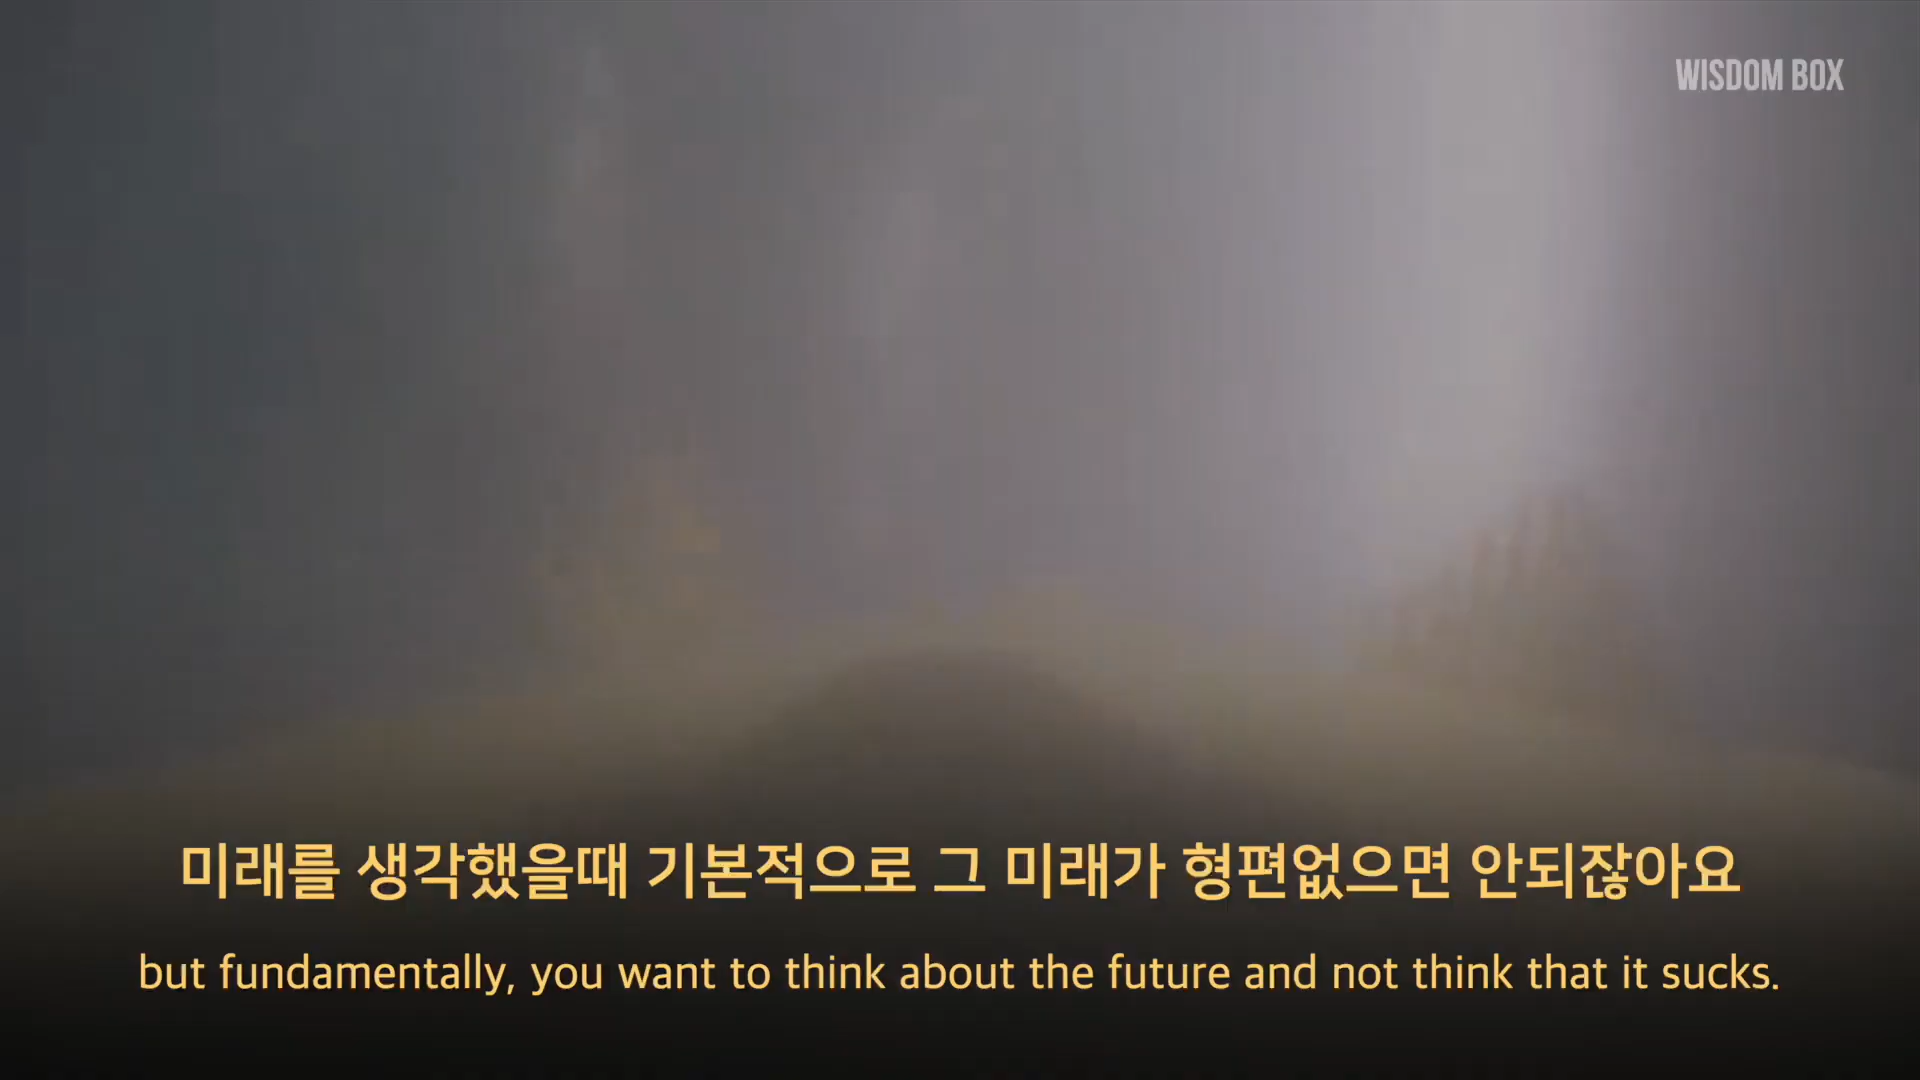 WISDOM BOX
미래를 생각했을때 기본적으로 그 미래가 형편없으면 안되잖아요
but fundamentally, you want to think about the future and not think that it sucks.